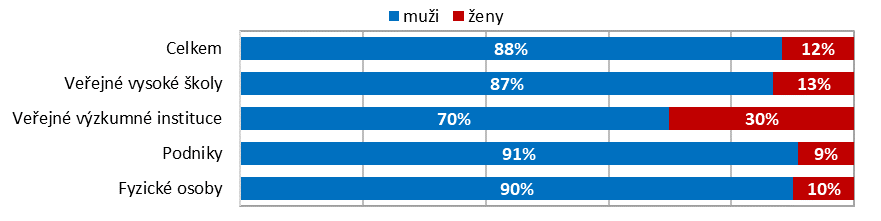 muži ženy
Celkem 88% 12%
Veřejné vysoké školy 87% 13%
Veřejné výzkumné instituce 70% 30%
Podniky 91% 9%
Fyzické osoby 90% 10%